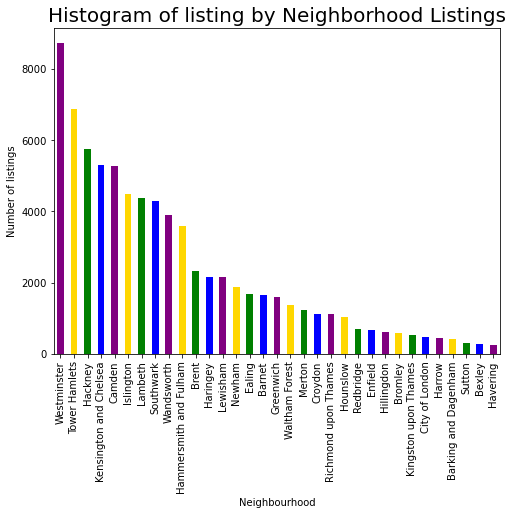 Histogram of listing by Neighborhood Listings
Number of listings
8000
6000
4000
2000
0
Westminster
Tower Hamlets
Hackney
Kensington and Chelsea
Camden
Islington
Lambeth
Southwark
Wandsworth
Hammersmith and Fulham
Brent
Haringey
Lewisham
Newham
Ealing
Barnet
Greenwich
Waltham Forest
Merton
Croydon
Richmond upon Thames
Hounslow
Redbridge
Enfield
Hillingdon
Bromley
Kingston upon Thames
City of London
Harrow
Barking and Dagenham
Sutton
Bexley
Havering
Neighbourhood